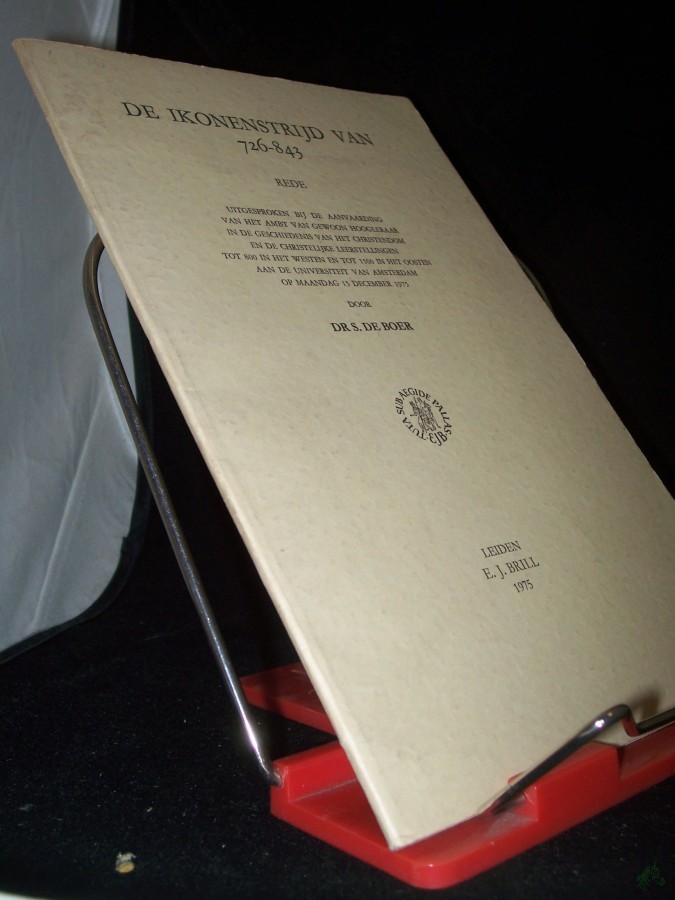 DE IKONENSTRIJD VAN
726-843
REDE
UITGESPROKEN BIJ DE AANVAARDING
VAN HET AMBT VAN GEWOON HOOGLERAAR
IN DE GESCHIEDENIS VAN HET CHRISTENDOM
EN DE CHRISTELIJKE LEERSTELLINGEN
TOT 800 IN HET WESTEN EN TOT 1500 IN HET OOSTEN
AAN DE UNIVERSITEIT VAN AMSTERDAM
OP MAANDAG 15 DECEMBER 1975
DOOR
DR S. DE BOER
TUTA SUB AEGIDE PALLAS · EJB ·
LEIDEN
E. J. BRILL
1975